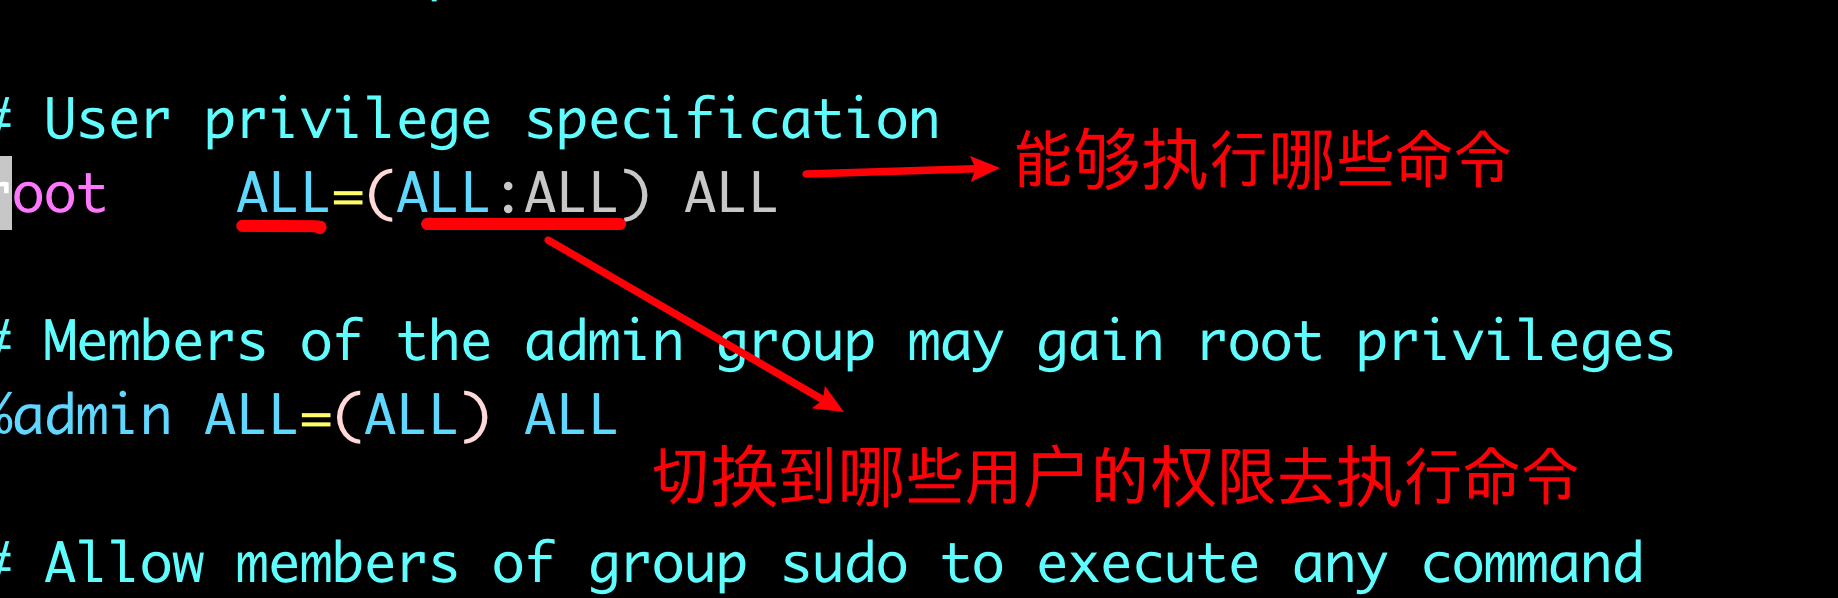 # User privilege specification
能够执行哪些命令
root ALL=(ALL:ALL) ALL
# Members of the admin group may gain root privileges
%admin ALL=(ALL) ALL
切换到哪些用户的权限去执行命令
# Allow members of group sudo to execute any command